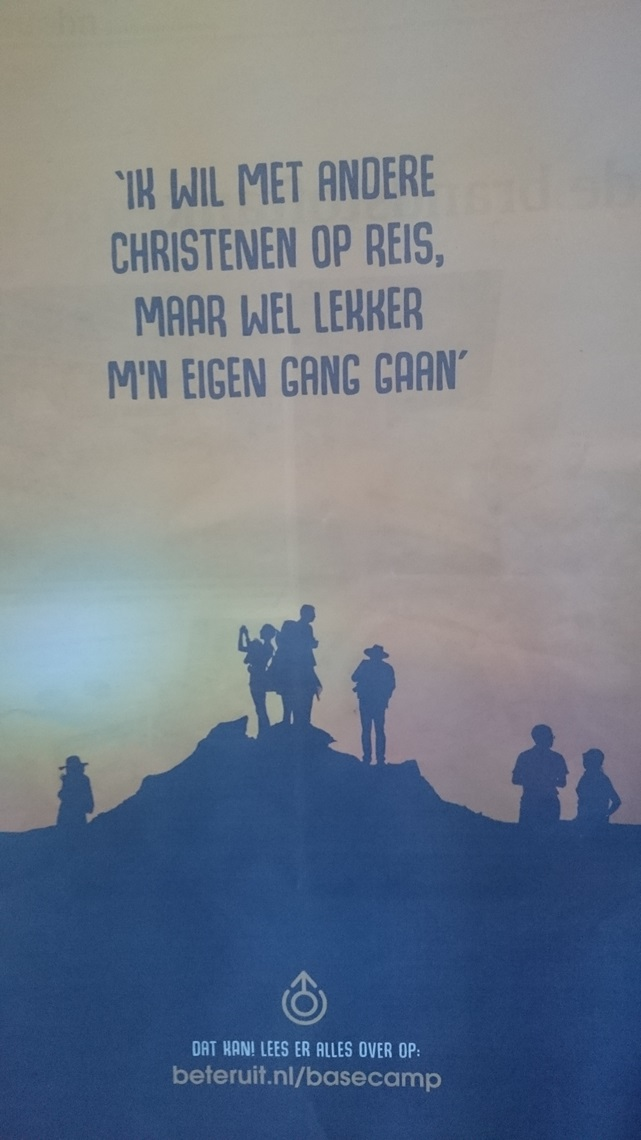 ‘IK WIL MET ANDERE
CHRISTENEN OP REIS,
MAAR WEL LEKKER
M'N EIGEN GANG GAAN’
DAT KAN! LEES ER ALLES OVER OP:
beteruit.nl/basecamp